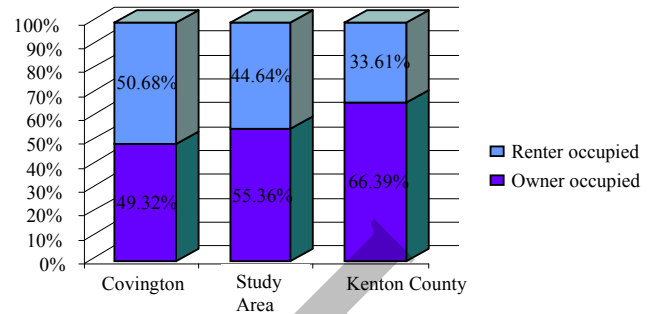 100%
90%
80%
70%
60%
50%
40%
30%
20%
10%
0%
50.68%
44.64%
33.61%
49.32%
55.36%
66.39%
Covington
Study
Area
Kenton County
Renter occupied
Owner occupied